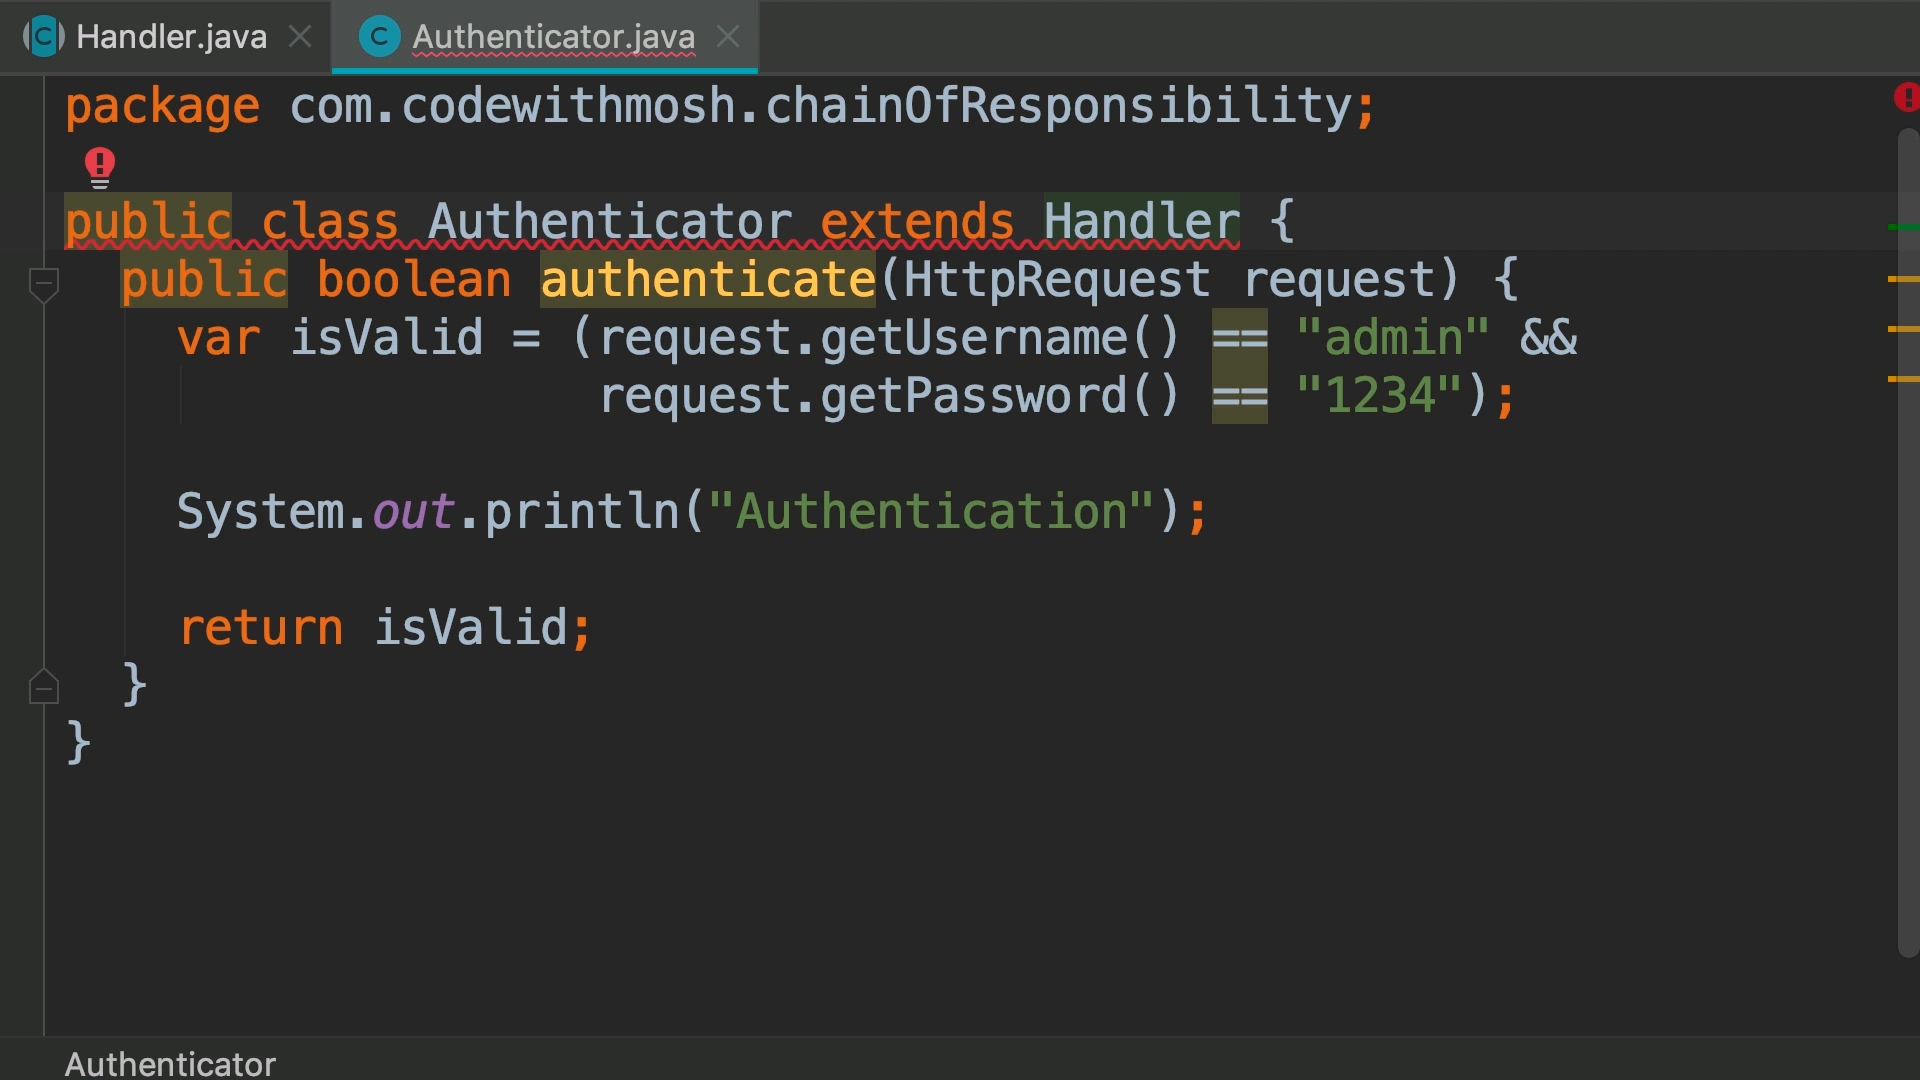 Handler.java
Authenticator.java
package com.codewithmosh.chainOfResponsibility;
public class Authenticator extends Handler {
public boolean authenticate(HttpRequest request) {
var isValid = (request.getUsername() == "admin" &&
request.getPassword() == "1234");
System.out.println("Authentication");
return isValid;
}
}
Authenticator